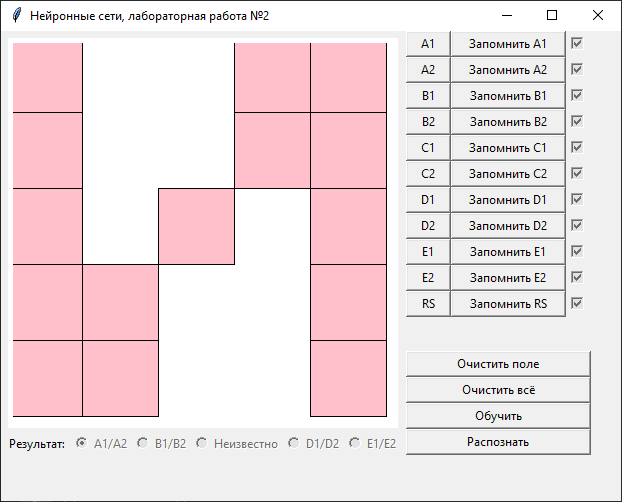 Нейронные сети, лабораторная работа №2
A1 Запомнить A1
A2 Запомнить A2
B1 Запомнить B1
B2 Запомнить B2
C1 Запомнить C1
C2 Запомнить C2
D1 Запомнить D1
D2 Запомнить D2
E1 Запомнить E1
E2 Запомнить E2
RS Запомнить RS
Очистить поле
Очистить всё
Обучить
Распознать
Результат: A1/A2 B1/B2 Неизвестно D1/D2 E1/E2